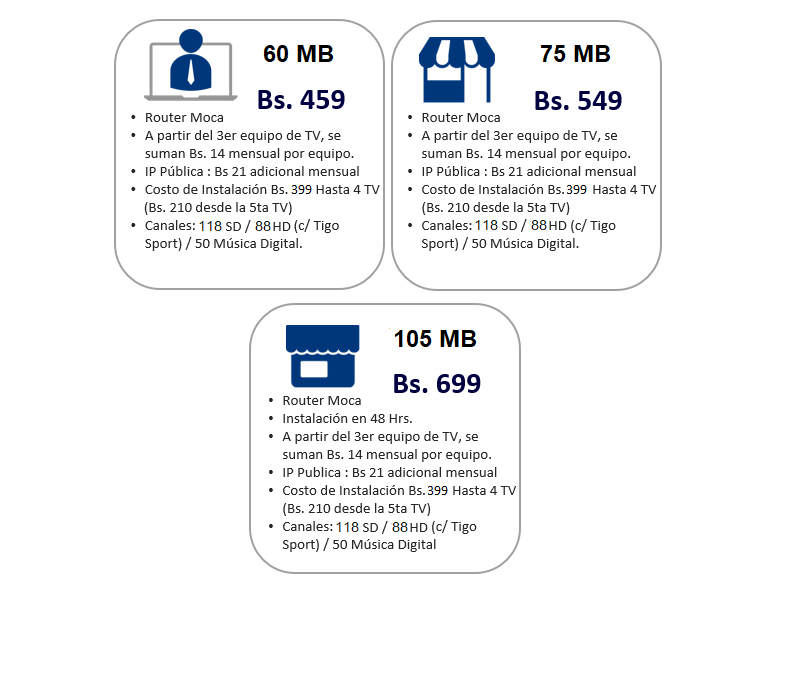 60 MB
Bs. 459
• Router Moca
• A partir del 3er equipo de TV, se
suman Bs. 14 mensual por equipo.
• IP Pública : Bs 21 adicional mensual
• Costo de Instalación Bs. 399 Hasta 4 TV
(Bs. 210 desde la 5ta TV)
• Canales: 118 SD / 88 HD (c/ Tigo
Sport) / 50 Música Digital.
75 MB
Bs. 549
• Router Moca
• A partir del 3er equipo de TV, se
suman Bs. 14 mensual por equipo.
• IP Pública : Bs 21 adicional mensual
• Costo de Instalación Bs. 399 Hasta 4 TV
(Bs. 210 desde la 5ta TV)
• Canales: 118 SD / 88 HD (c/ Tigo
Sport) / 50 Música Digital.
105 MB
Bs. 699
• Router Moca
• Instalación en 48 Hrs.
• A partir del 3er equipo de TV, se
suman Bs. 14 mensual por equipo.
• IP Publica : Bs 21 adicional mensual
• Costo de Instalación Bs. 399 Hasta 4 TV
(Bs. 210 desde la 5ta TV)
• Canales: 118 SD / 88 HD (c/ Tigo
Sport) / 50 Música Digital